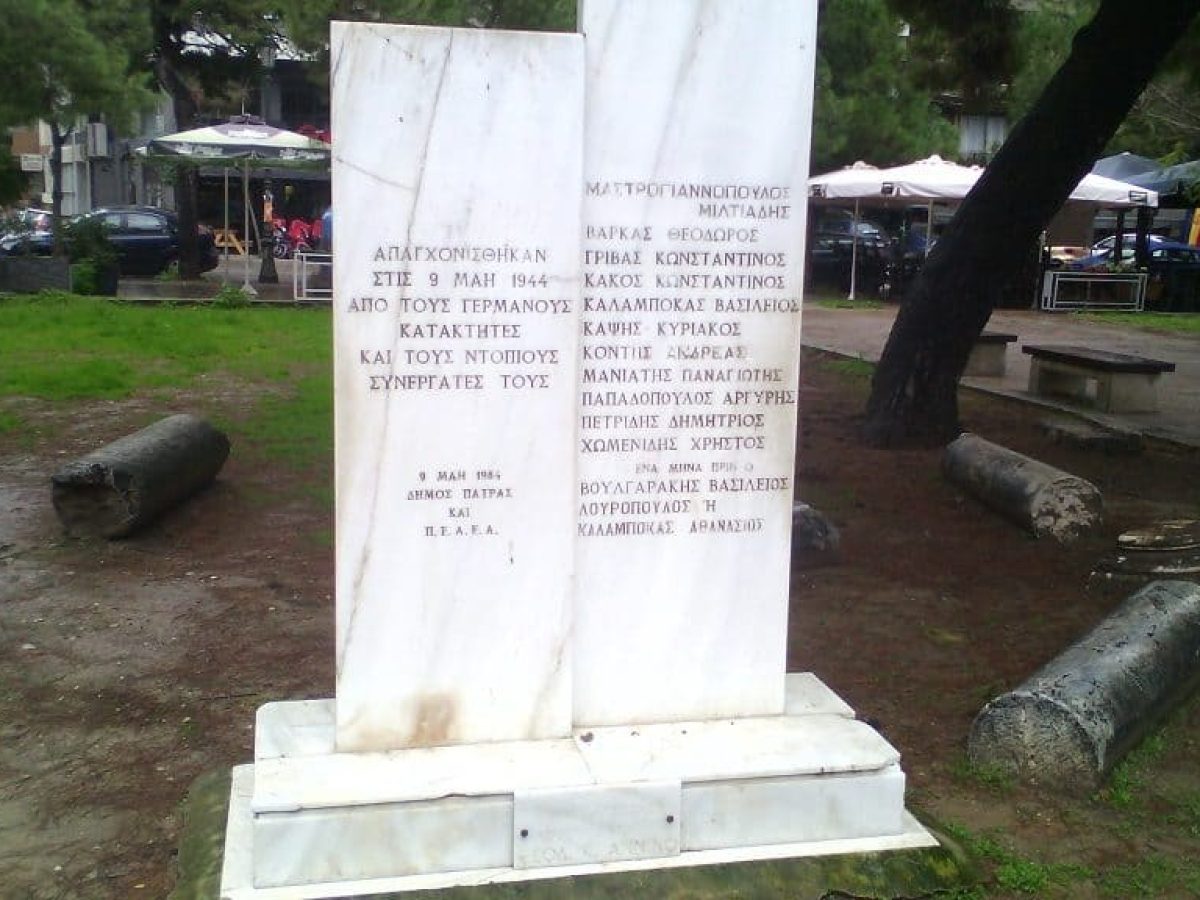 ΑΠΑΓΧΟΝΙΣΘΗΚΑΝ
ΣΤΙΣ 9 ΜΑΗ 1944
ΑΠΟ ΤΟΥΣ ΓΕΡΜΑΝΟΥΣ
ΚΑΤΑΚΤΗΤΕΣ
ΚΑΙ ΤΟΥΣ ΝΤΟΠΙΟΥΣ
ΣΥΝΕΡΓΑΤΕΣ ΤΟΥΣ
9 ΜΑΗ 1984
ΔΗΜΟΣ ΠΑΤΡΑΣ
ΚΑΙ
Π.Ε.Α.Ε.Α.
ΜΑΣΤΡΟΓΙΑΝΝΟΠΟΥΛΟΣ
ΜΙΛΤΙΑΔΗΣ
ΒΑΡΚΑΣ ΘΕΟΔΩΡΟΣ
ΓΡΙΒΑΣ ΚΩΝΣΤΑΝΤΙΝΟΣ
ΚΑΚΟΣ ΚΩΝΣΤΑΝΤΙΝΟΣ
ΚΑΛΑΜΠΟΚΑΣ ΒΑΣΙΛΕΙΟΣ
ΚΑΨΗΣ ΚΥΡΙΑΚΟΣ
ΚΟΝΤΗΣ ΑΝΔΡΕΑΣ
ΜΑΝΙΑΤΗΣ ΠΑΝΑΓΙΩΤΗΣ
ΠΑΠΑΔΟΠΟΥΛΟΣ ΑΡΓΥΡΗΣ
ΠΕΤΡΙΔΗΣ ΔΗΜΗΤΡΙΟΣ
ΧΩΜΕΝΙΔΗΣ ΧΡΗΣΤΟΣ
ΕΝΑ ΜΗΝΑ ΠΡΙΝ Ο
ΒΟΥΛΓΑΡΑΚΗΣ ΒΑΣΙΛΕΙΟΣ
ΛΟΥΡΟΠΟΥΛΟΣ Ή
ΚΑΛΑΜΠΟΚΑΣ ΑΘΑΝΑΣΙΟΣ